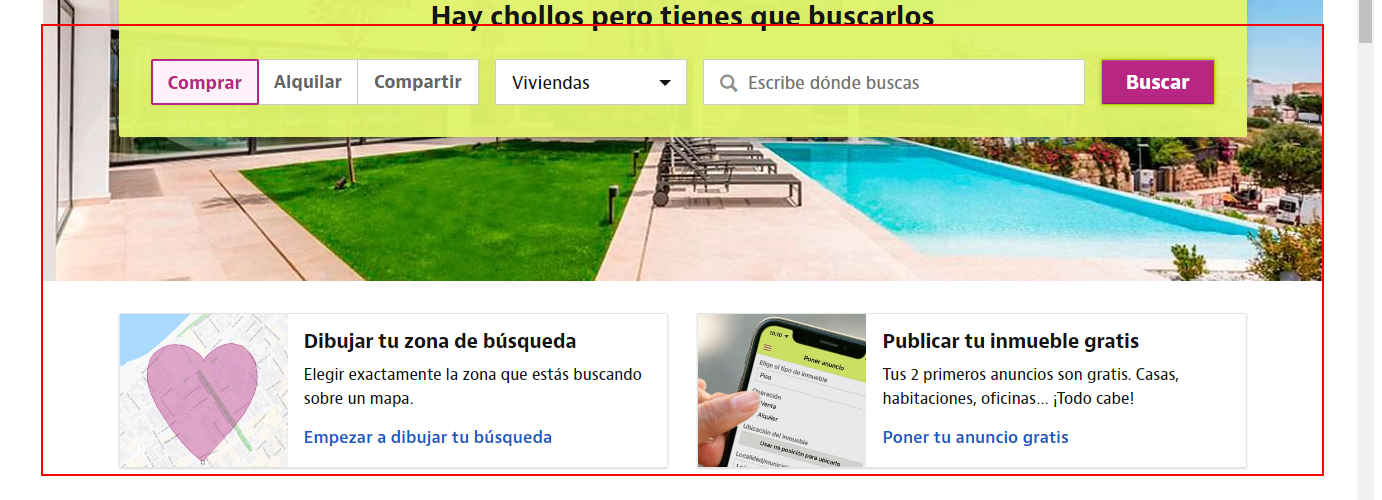 Hay chollos pero tienes que buscarlos
Comprar Alquilar Compartir Viviendas Escribe dónde buscas Buscar
Dibujar tu zona de búsqueda
Elegir exactamente la zona que estás buscando
sobre un mapa.
Empezar a dibujar tu búsqueda
10:10
Poner anuncio
Elige el tipo de inmueble
Piso
Operación
Venta
Alquiler
Ubicación del inmueble
Usar mi posición para ubicarlo
Localidad/municipio
Publicar tu inmueble gratis
Tus 2 primeros anuncios son gratis. Casas,
habitaciones, oficinas... ¡Todo cabe!
Poner tu anuncio gratis